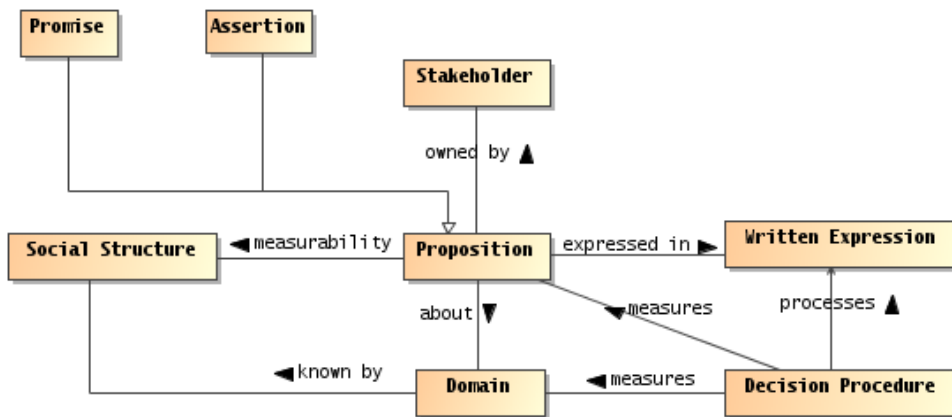 Promise
Assertion
Stakeholder
owned by
Social Structure
measurability
Proposition
expressed in
Written Expression
about
measures
processes
known by
Domain
measures
Decision Procedure